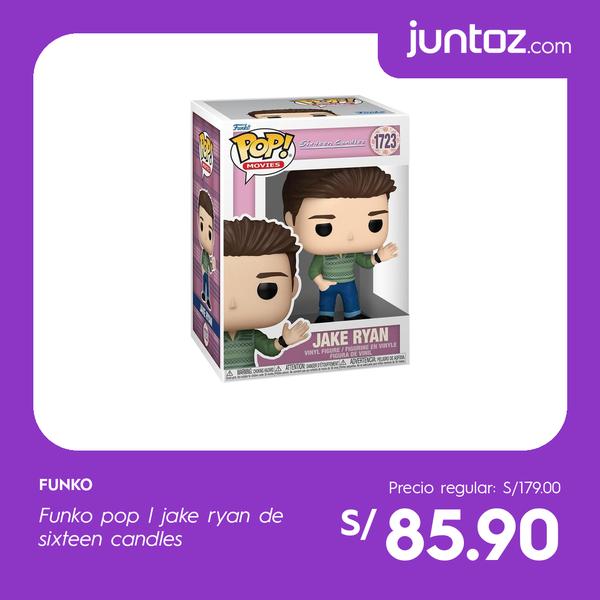 juntoz.com
Funko
POP!
MOVIES
Sixteen Candles
1723
JAKE RYAN
VINYL FIGURE / FIGURINE EN VINYLE
FIGURA DE VINIL
FUNKO
Precio regular: S/179.00
Funko pop | jake ryan de
sixteen candles
S/ 85.90